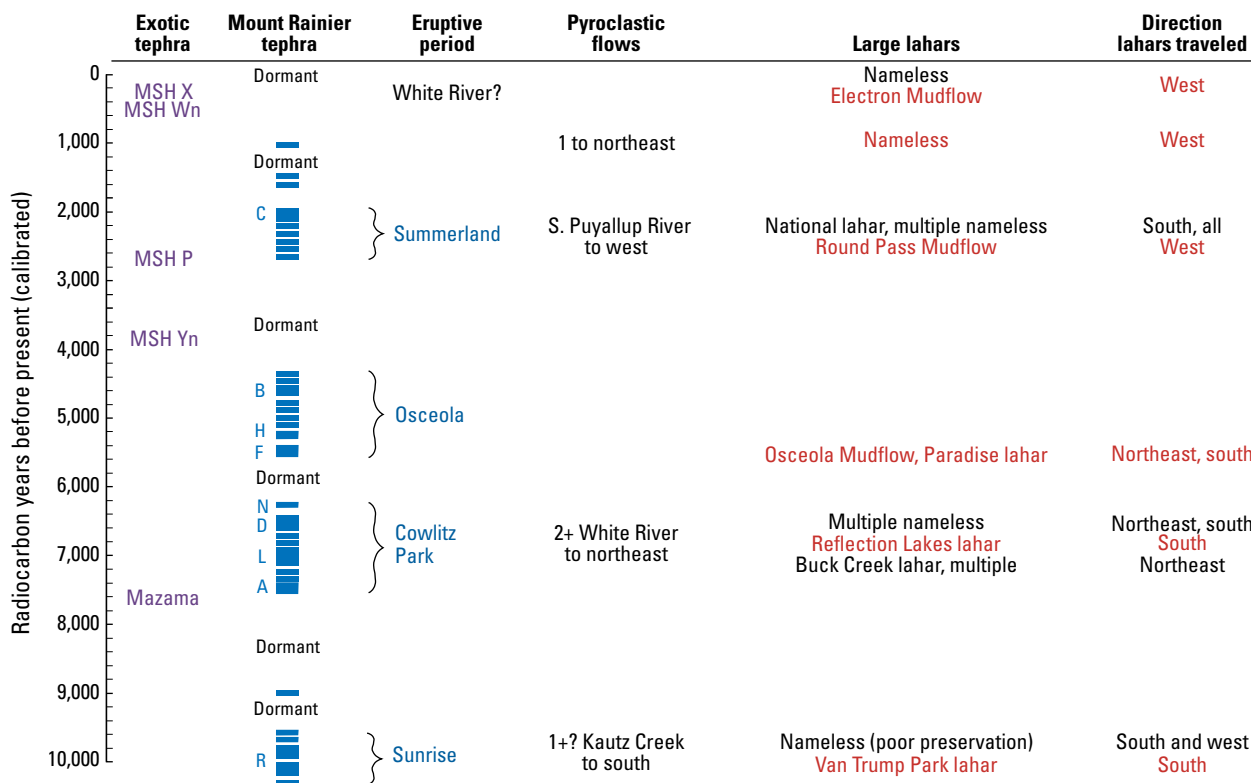 Exotic tephra
Mount Rainier tephra
Eruptive period
Pyroclastic flows
Large lahars
Direction lahars traveled
Radiocarbon years before present (calibrated)
0
Dormant
Nameless
MSH X
White River?
Electron Mudflow
West
MSH Wn
1,000
1 to northeast
Nameless
West
Dormant
2,000
C
Summerland
S. Puyallup River
to west
National lahar, multiple nameless
Round Pass Mudflow
South, all
West
MSH P
3,000
Dormant
MSH Yn
4,000
B
5,000
Osceola
H
F
Osceola Mudflow, Paradise lahar
Northeast, south
Dormant
6,000
N
D
L
A
Cowlitz
Park
2+ White River
to northeast
Multiple nameless
Reflection Lakes lahar
Buck Creek lahar, multiple
Northeast, south
South
Northeast
7,000
Mazama
8,000
Dormant
9,000
Dormant
10,000
R
Sunrise
1+? Kautz Creek
to south
Nameless (poor preservation)
Van Trump Park lahar
South and west
South